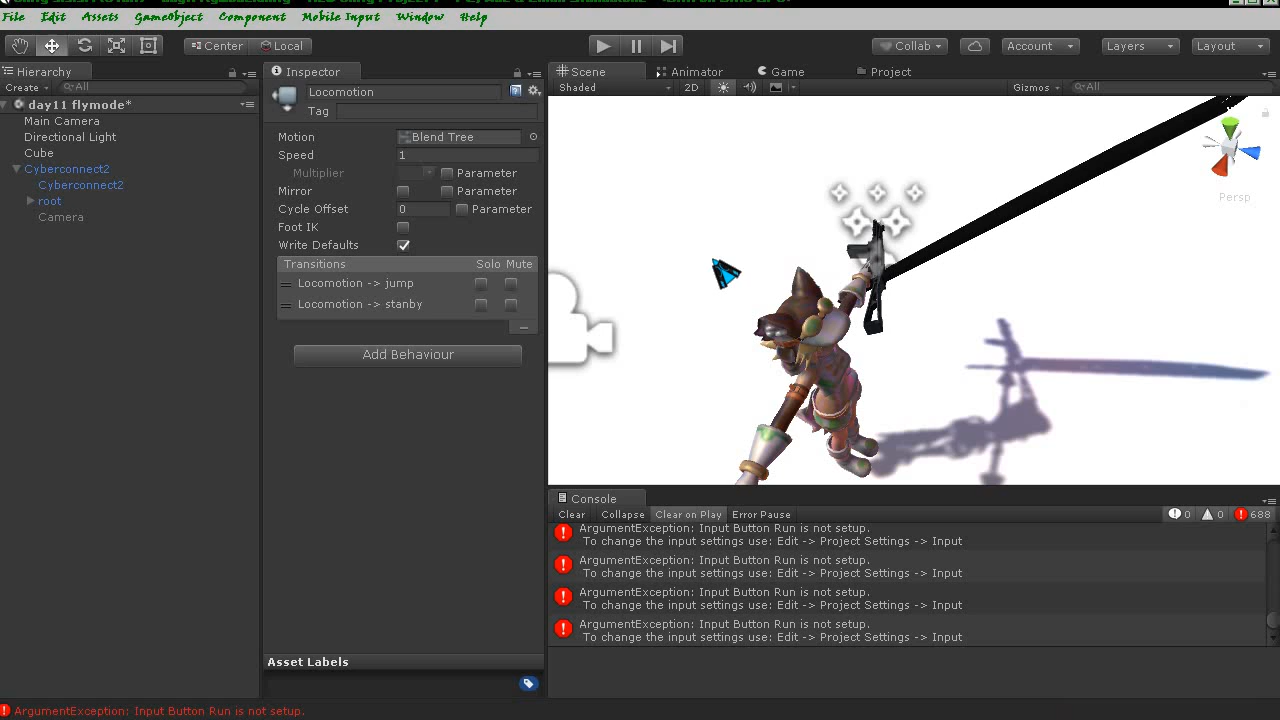 File Edit Assets GameObject Component Mobile Input Window Help
Center Local Collab Account Layers Layout
Hierarchy Inspector Scene Animator Game Project
Create All Locomotion Shaded 2D Gizmos All
day11 flymode* Tag
Main Camera
Directional Light
Cube
Cyberconnect2
Cyberconnect2
root
Camera
Motion Blend Tree
Speed 1
Multiplier Parameter
Mirror Parameter
Cycle Offset 0 Parameter
Foot IK
Write Defaults
Transitions Solo Mute
Locomotion -> jump
Locomotion -> stanby
Add Behaviour
Asset Labels
Persp
Console
Clear Collapse Clear on Play Error Pause 0 0 688
ArgumentException: Input Button Run is not setup.
To change the input settings use: Edit -> Project Settings -> Input
ArgumentException: Input Button Run is not setup.
To change the input settings use: Edit -> Project Settings -> Input
ArgumentException: Input Button Run is not setup.
To change the input settings use: Edit -> Project Settings -> Input
ArgumentException: Input Button Run is not setup.
To change the input settings use: Edit -> Project Settings -> Input
ArgumentException: Input Button Run is not setup.